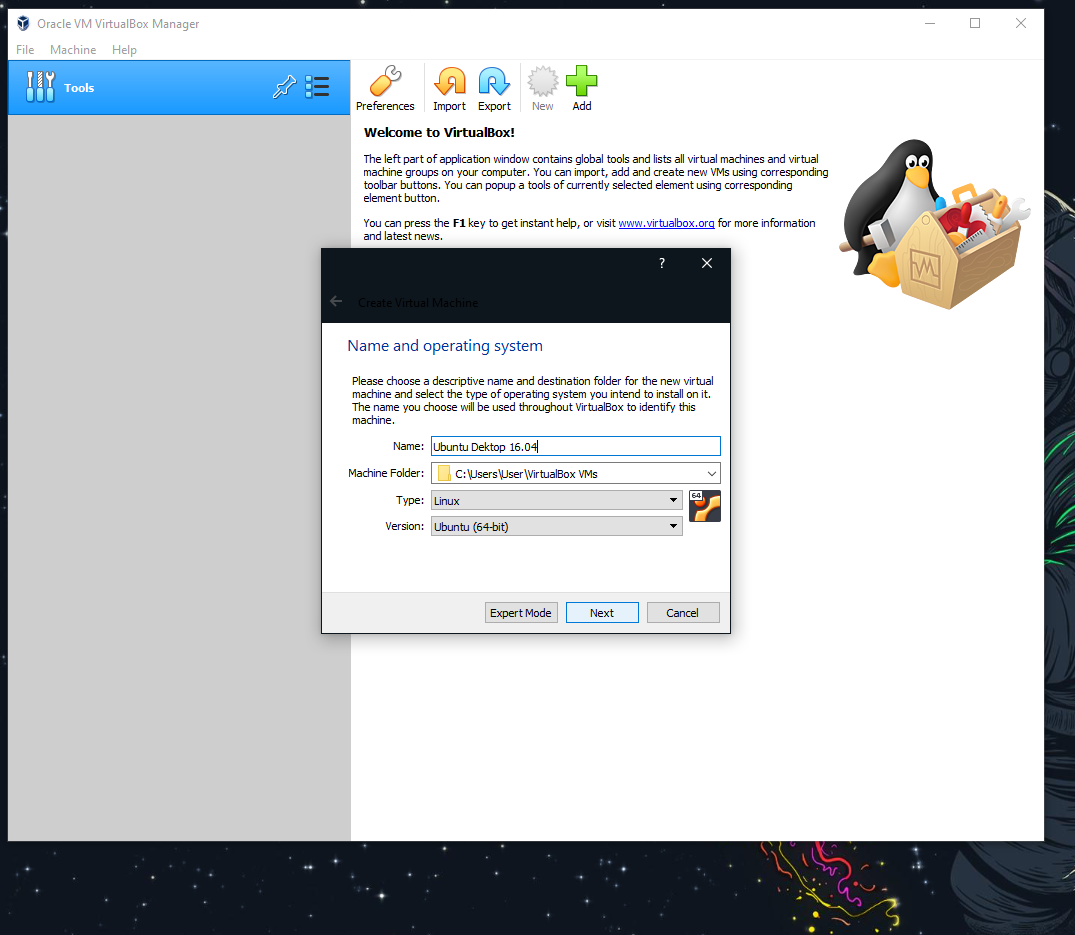 Oracle VM VirtualBox Manager
File Machine Help
Tools
Preferences Import Export New Add
Welcome to VirtualBox!
The left part of application window contains global tools and lists all virtual machines and virtual
machine groups on your computer. You can import, add and create new VMs using corresponding
toolbar buttons. You can popup a tools of currently selected element using corresponding
element button.
You can press the F1 key to get instant help, or visit www.virtualbox.org for more information
and latest news.
VM
?
Create Virtual Machine
Name and operating system
Please choose a descriptive name and destination folder for the new virtual
machine and select the type of operating system you intend to install on it.
The name you choose will be used throughout VirtualBox to identify this
machine.
Name: Ubuntu Dektop 16.04
Machine Folder: C:\Users\User\VirtualBox VMs
Type: Linux
64
Version: Ubuntu (64-bit)
Expert Mode Next Cancel